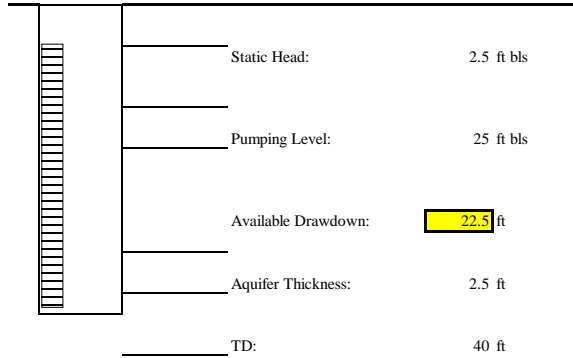 Static Head: 2.5 ft bls
Pumping Level: 25 ft bls
Available Drawdown: 22.5 ft
Aquifer Thickness: 2.5 ft
TD: 40 ft